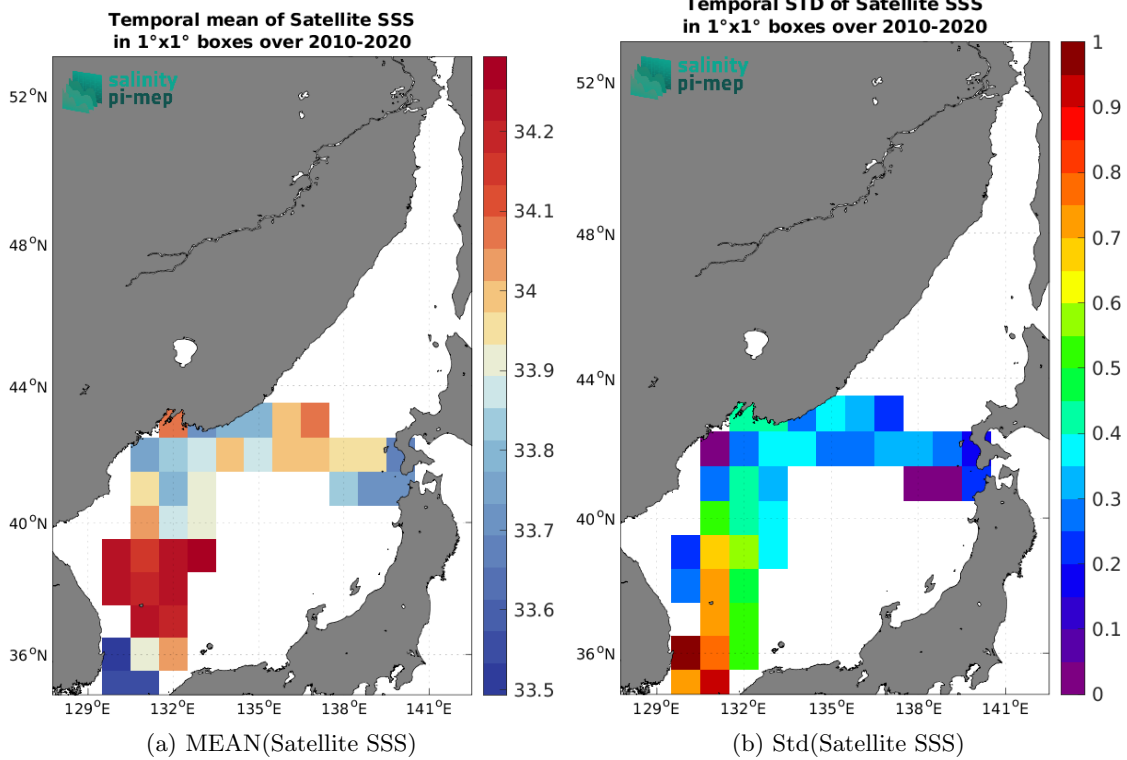 Temporal mean of Satellite SSS
in 1°x1° boxes over 2010-2020
salinity
pi-mep
52°N
48°N
44°N
40°N
36°N
129°E
132°E
135°E
138°E
141°E
34.2
34.1
34
33.9
33.8
33.7
33.6
33.5
(a) MEAN(Satellite SSS)
Temporal STD of Satellite SSS
in 1°x1° boxes over 2010-2020
salinity
pi-mep
52°N
48°N
44°N
40°N
36°N
129°E
132°E
135°E
138°E
141°E
1
0.9
0.8
0.7
0.6
0.5
0.4
0.3
0.2
0.1
0
(b) Std(Satellite SSS)